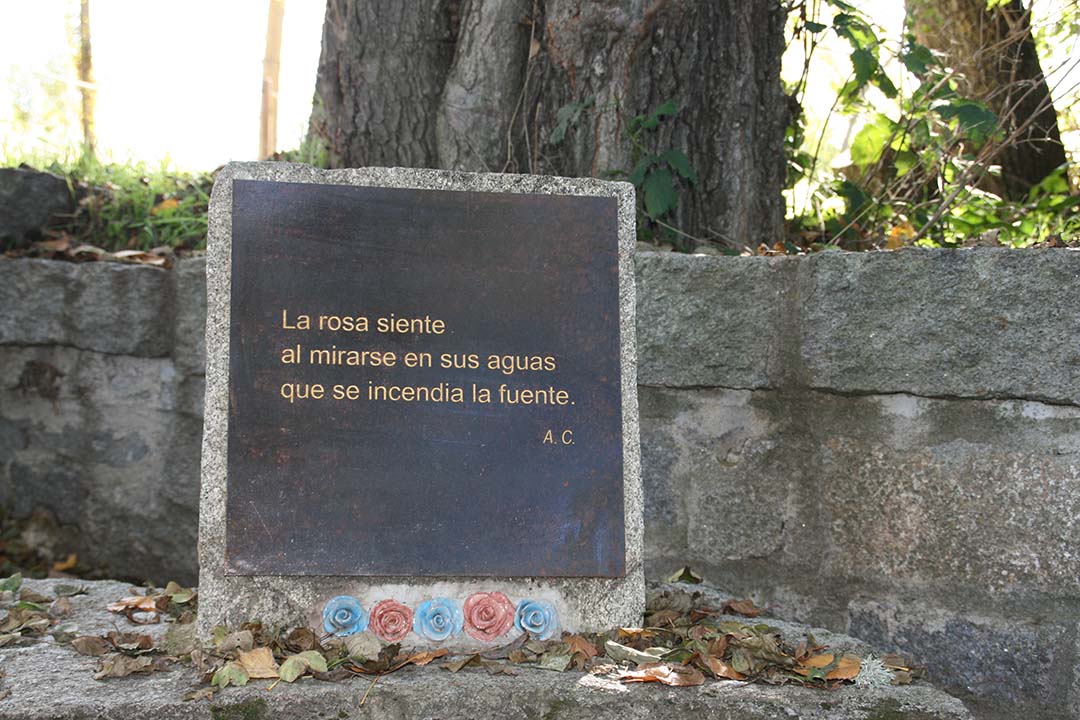 La rosa siente
al mirarse en sus aguas
que se incendia la fuente.
A. C.